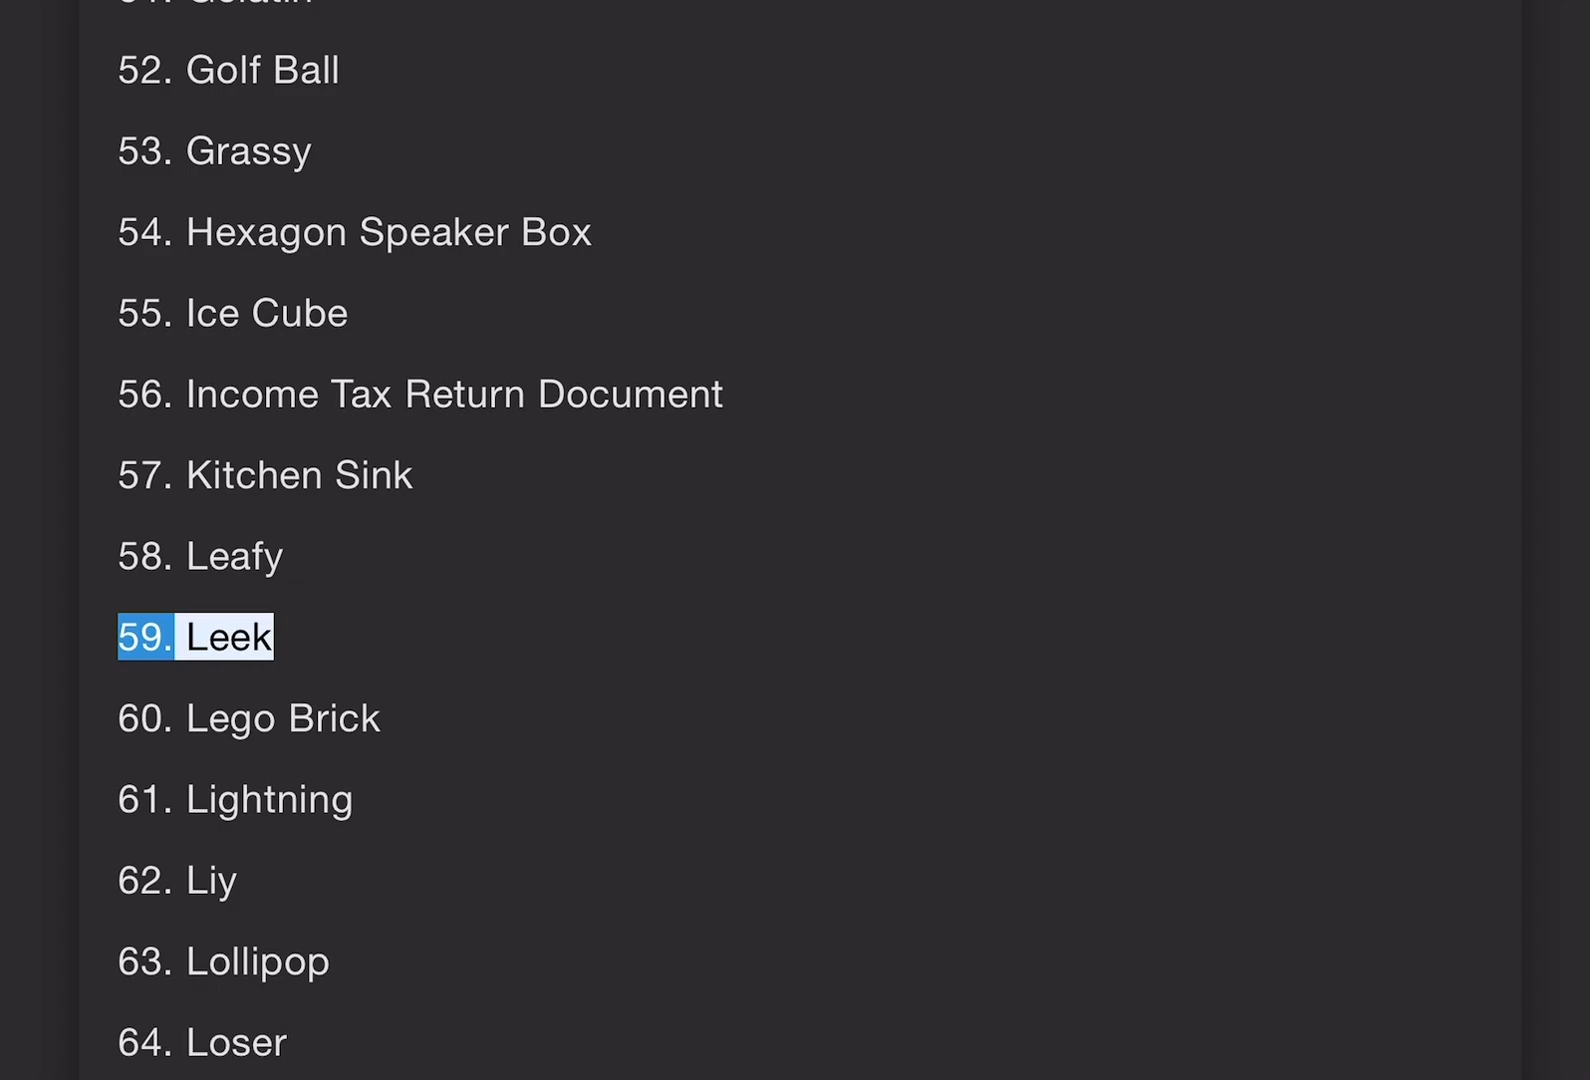 52. Golf Ball
53. Grassy
54. Hexagon Speaker Box
55. Ice Cube
56. Income Tax Return Document
57. Kitchen Sink
58. Leafy
59. Leek
60. Lego Brick
61. Lightning
62. Liy
63. Lollipop
64. Loser